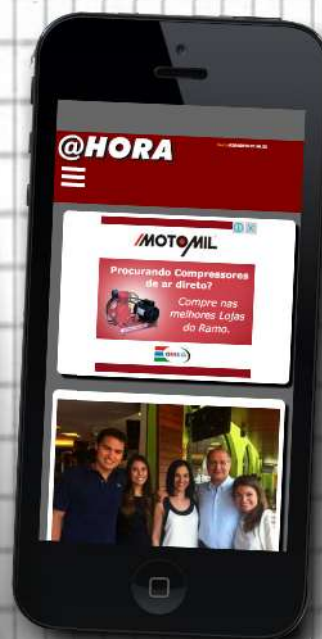 @HORA
MOTOMIL
Procurando Compressores
de ar direto?
Compre nas
melhores Lojas
do Ramo.